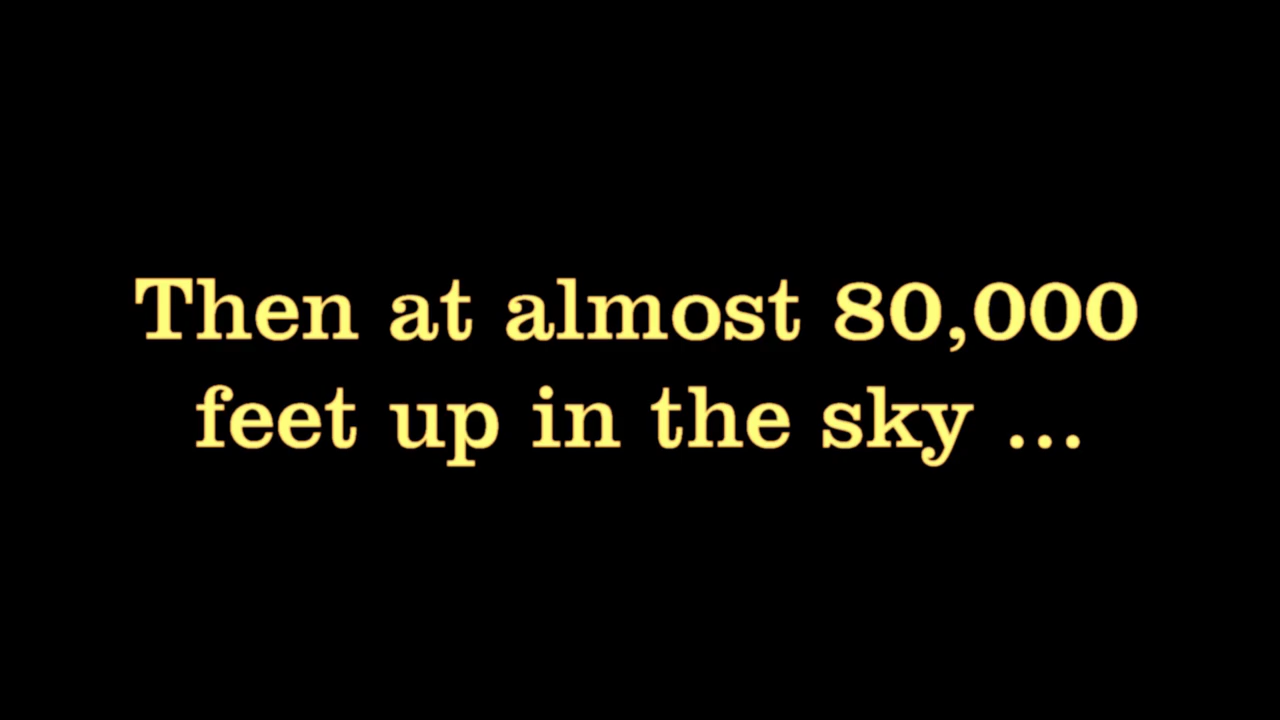 Then at almost 80,000
feet up in the sky ...